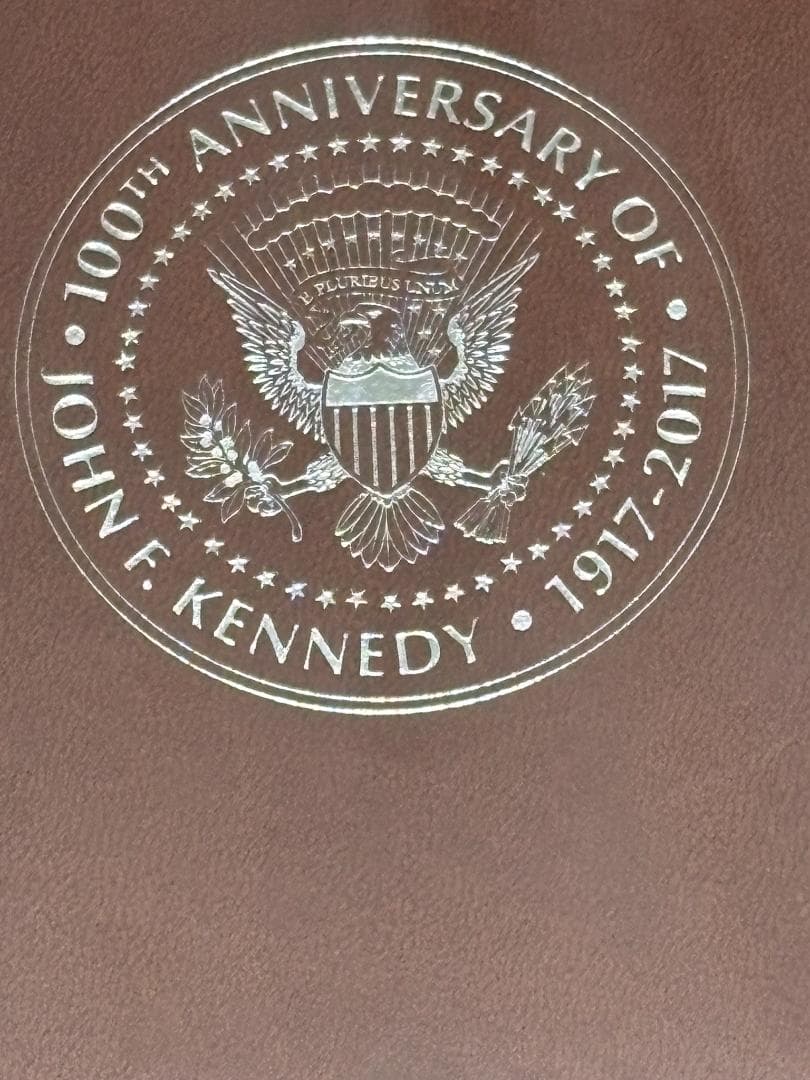 100TH ANNIVERSARY OF
JOHN F. KENNEDY
1917-2017
E PLURIBUS UNUM